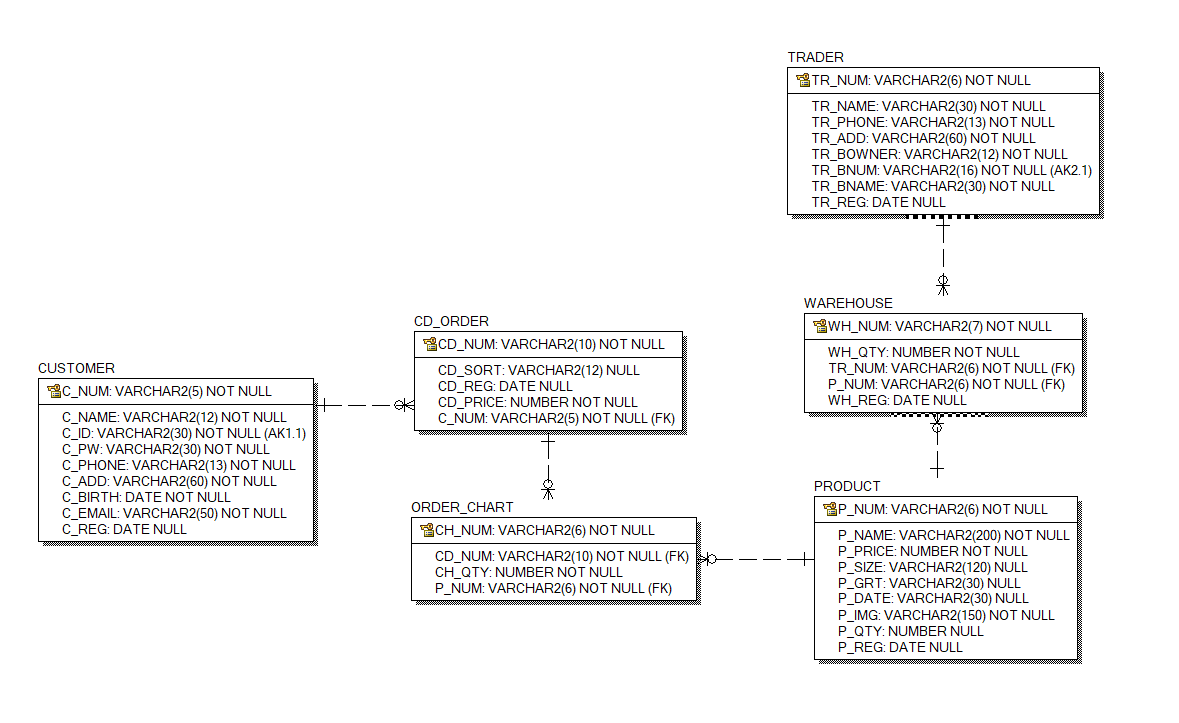 TRADER
TR_NUM: VARCHAR2(6) NOT NULL
TR_NAME: VARCHAR2(30) NOT NULL
TR_PHONE: VARCHAR2(13) NOT NULL
TR_ADD: VARCHAR2(60) NOT NULL
TR_BOWNER: VARCHAR2(12) NOT NULL
TR_BNUM: VARCHAR2(16) NOT NULL (AK2.1)
TR_BNAME: VARCHAR2(30) NOT NULL
TR_REG: DATE NULL
WAREHOUSE
WH_NUM: VARCHAR2(7) NOT NULL
WH_QTY: NUMBER NOT NULL
TR_NUM: VARCHAR2(6) NOT NULL (FK)
P_NUM: VARCHAR2(6) NOT NULL (FK)
WH_REG: DATE NULL
CD_ORDER
CD_NUM: VARCHAR2(10) NOT NULL
CD_SORT: VARCHAR2(12) NULL
CD_REG: DATE NULL
CD_PRICE: NUMBER NOT NULL
C_NUM: VARCHAR2(5) NOT NULL (FK)
CUSTOMER
C_NUM: VARCHAR2(5) NOT NULL
C_NAME: VARCHAR2(12) NOT NULL
C_ID: VARCHAR2(30) NOT NULL (AK1.1)
C_PW: VARCHAR2(30) NOT NULL
C_PHONE: VARCHAR2(13) NOT NULL
C_ADD: VARCHAR2(60) NOT NULL
C_BIRTH: DATE NOT NULL
C_EMAIL: VARCHAR2(50) NOT NULL
C_REG: DATE NULL
ORDER_CHART
CH_NUM: VARCHAR2(6) NOT NULL
CD_NUM: VARCHAR2(10) NOT NULL (FK)
CH_QTY: NUMBER NOT NULL
P_NUM: VARCHAR2(6) NOT NULL (FK)
PRODUCT
P_NUM: VARCHAR2(6) NOT NULL
P_NAME: VARCHAR2(200) NOT NULL
P_PRICE: NUMBER NOT NULL
P_SIZE: VARCHAR2(120) NULL
P_GRT: VARCHAR2(30) NULL
P_DATE: VARCHAR2(30) NULL
P_IMG: VARCHAR2(150) NOT NULL
P_QTY: NUMBER NULL
P_REG: DATE NULL